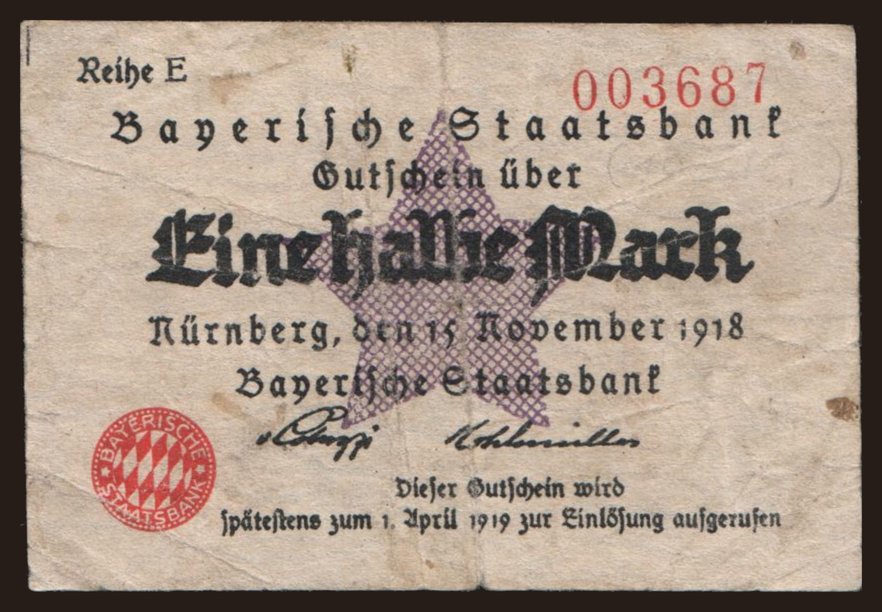 Reihe E
003687
Bayerische Staatsbank
Gutschein über
Eine halbe Mark
Nürnberg, den 15 November 1918
Bayerische Staatsbank
BAYERISCHE STAATSBANK
Dieser Gutschein wird
spätestens zum 1. April 1919 zur Einlösung aufgerufen